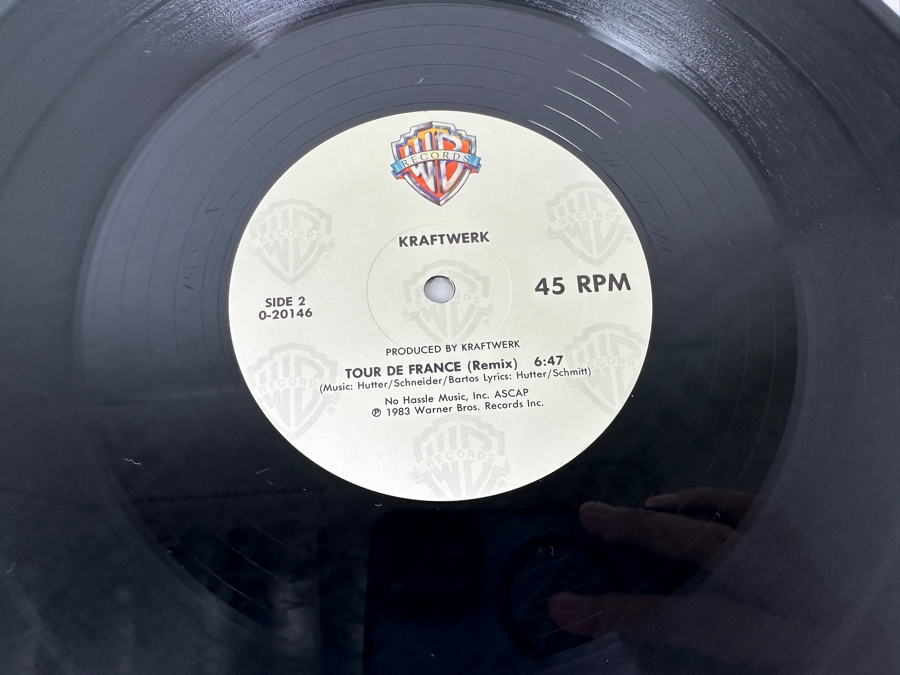 WB
RECORDS
KRAFTWERK
45 RPM
SIDE 2
0-20146
PRODUCED BY KRAFTWERK
TOUR DE FRANCE (Remix) 6:47
(Music: Hutter/Schneider/Bartos Lyrics: Hutter/Schmitt)
No Hassle Music, Inc. ASCAP
℗ 1983 Warner Bros. Records Inc.